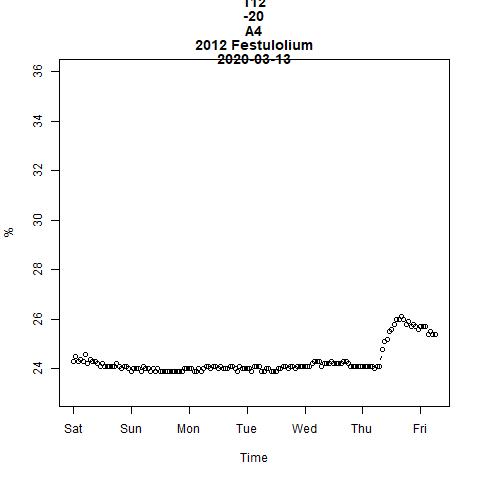 T12
-20
A4
2012 Festulolium
2020-03-13
36
34
32
30
28
26
24
%
Sat Sun Mon Tue Wed Thu Fri
Time